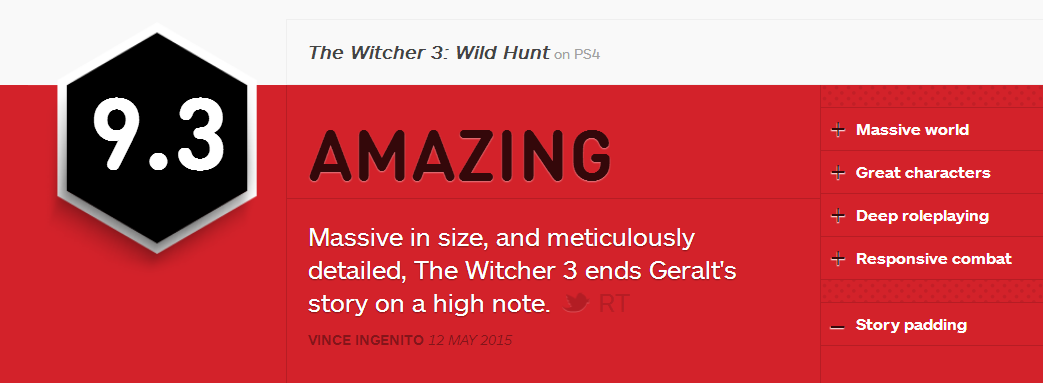 The Witcher 3: Wild Hunt on PS4
9.3
AMAZING
Massive in size, and meticulously
detailed, The Witcher 3 ends Geralt's
story on a high note. RT
VINCE INGENITO 12 MAY 2015
+ Massive world
+ Great characters
+ Deep roleplaying
+ Responsive combat
– Story padding